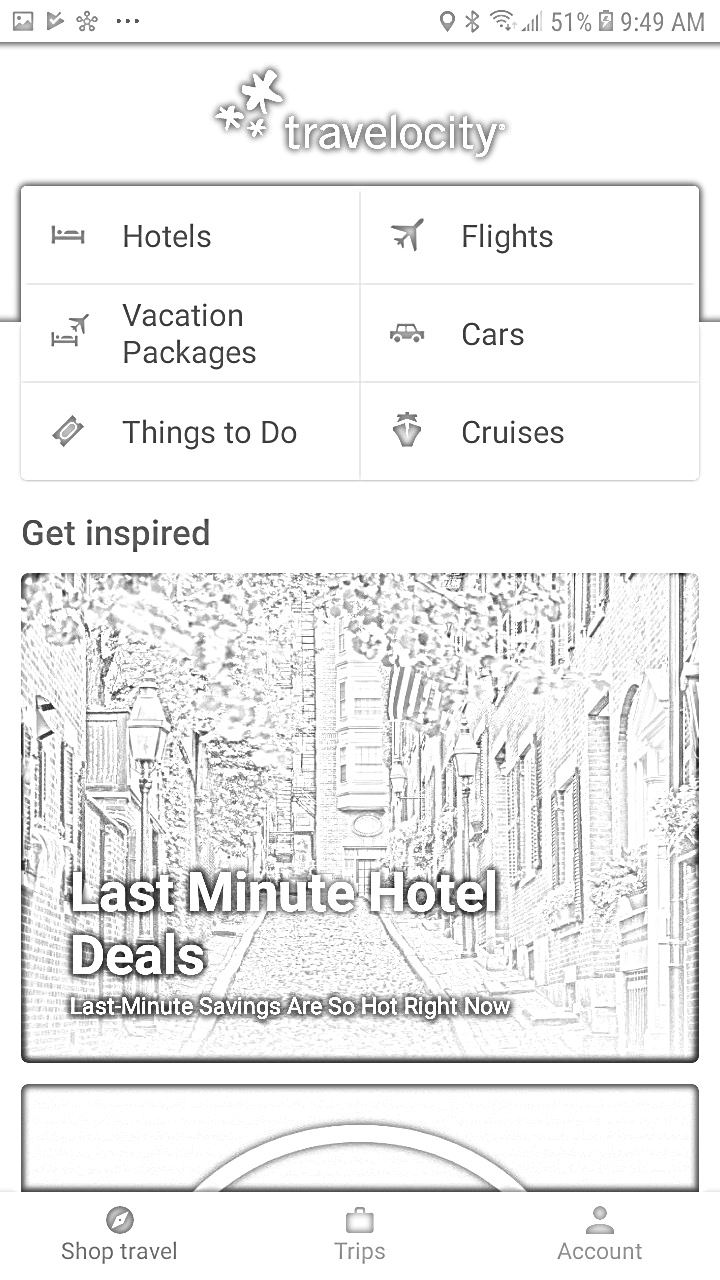 51% 9:49 AM
travelocity
Hotels
Flights
Vacation
Packages
Cars
Things to Do
Cruises
Get inspired
Last Minute Hotel
Deals
Last-Minute Savings Are So Hot Right Now
Shop travel
Trips
Account